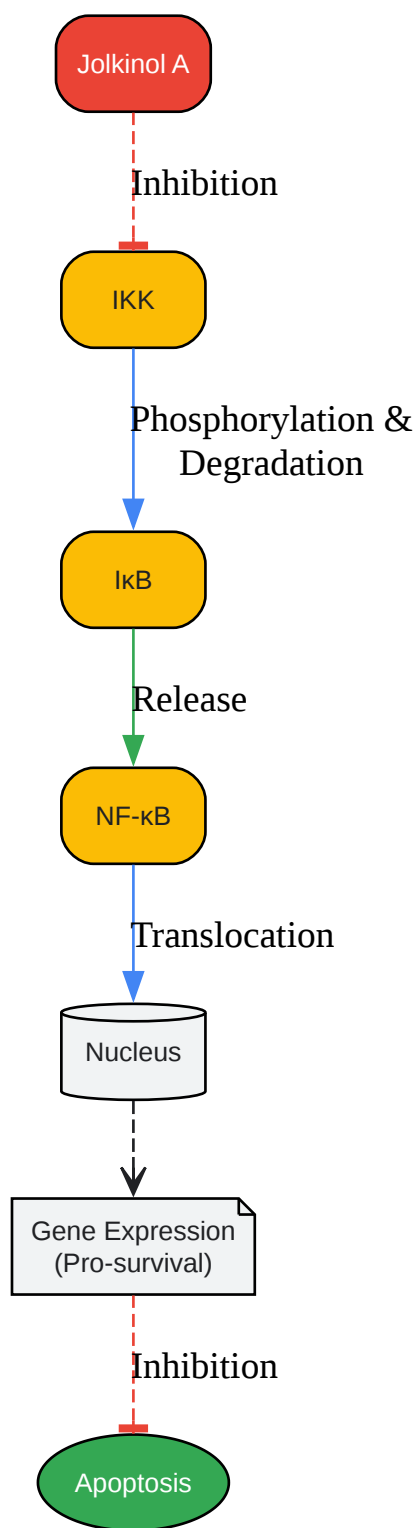 Jolkinol A
Inhibition
IKK
Phosphorylation &
Degradation
IκB
Release
NF-κB
Translocation
Nucleus
Gene Expression
(Pro-survival)
Inhibition
Apoptosis